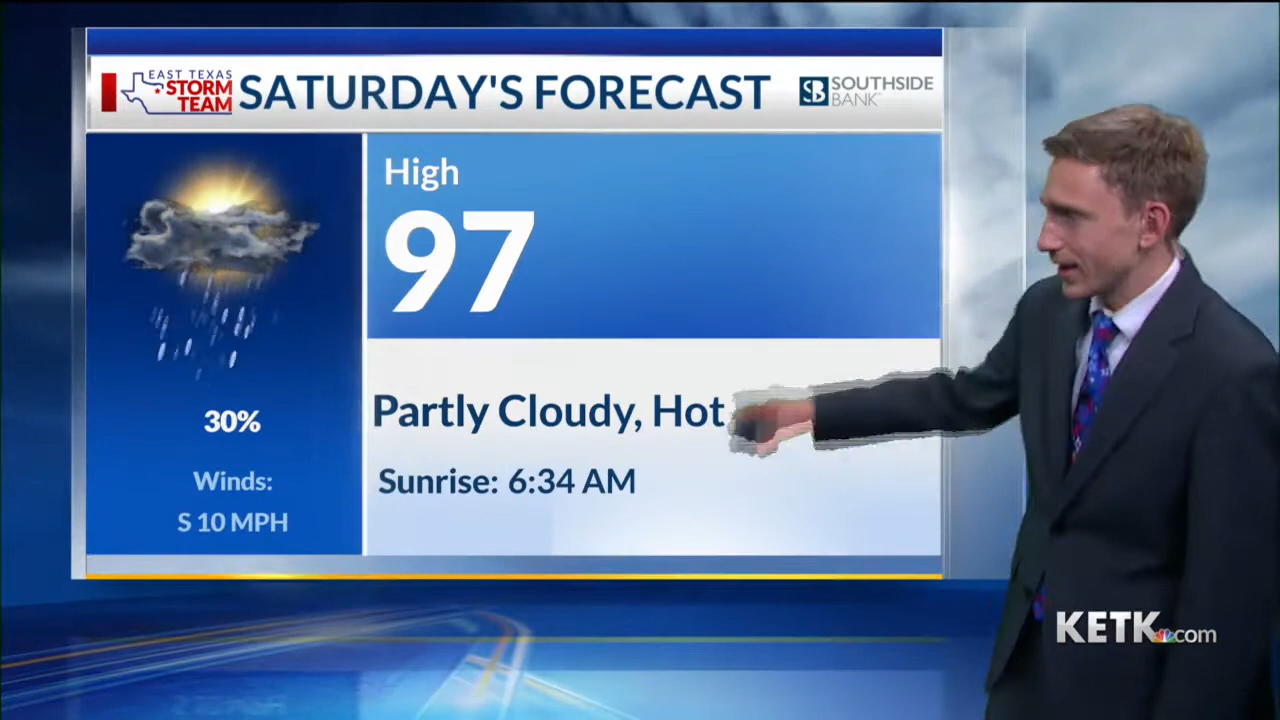 EAST TEXAS
STORM
TEAM
SATURDAY'S FORECAST
SB SOUTHSIDE
BANK
High
97
30%
Winds:
S 10 MPH
Partly Cloudy, Hot
Sunrise: 6:34 AM
KETK.com